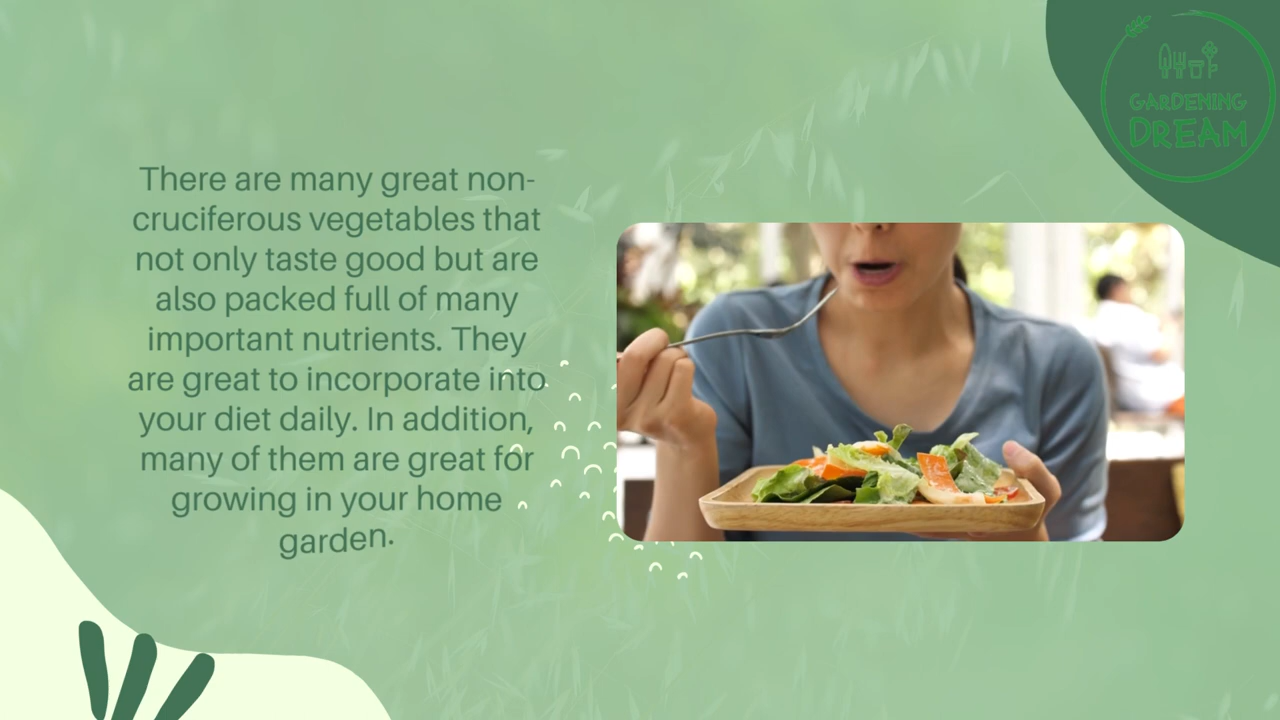 There are many great non-
cruciferous vegetables that
not only taste good but are
also packed full of many
important nutrients. They
are great to incorporate into
your diet daily. In addition,
many of them are great for
growing in your home
garden.
GARDENING
DREAM